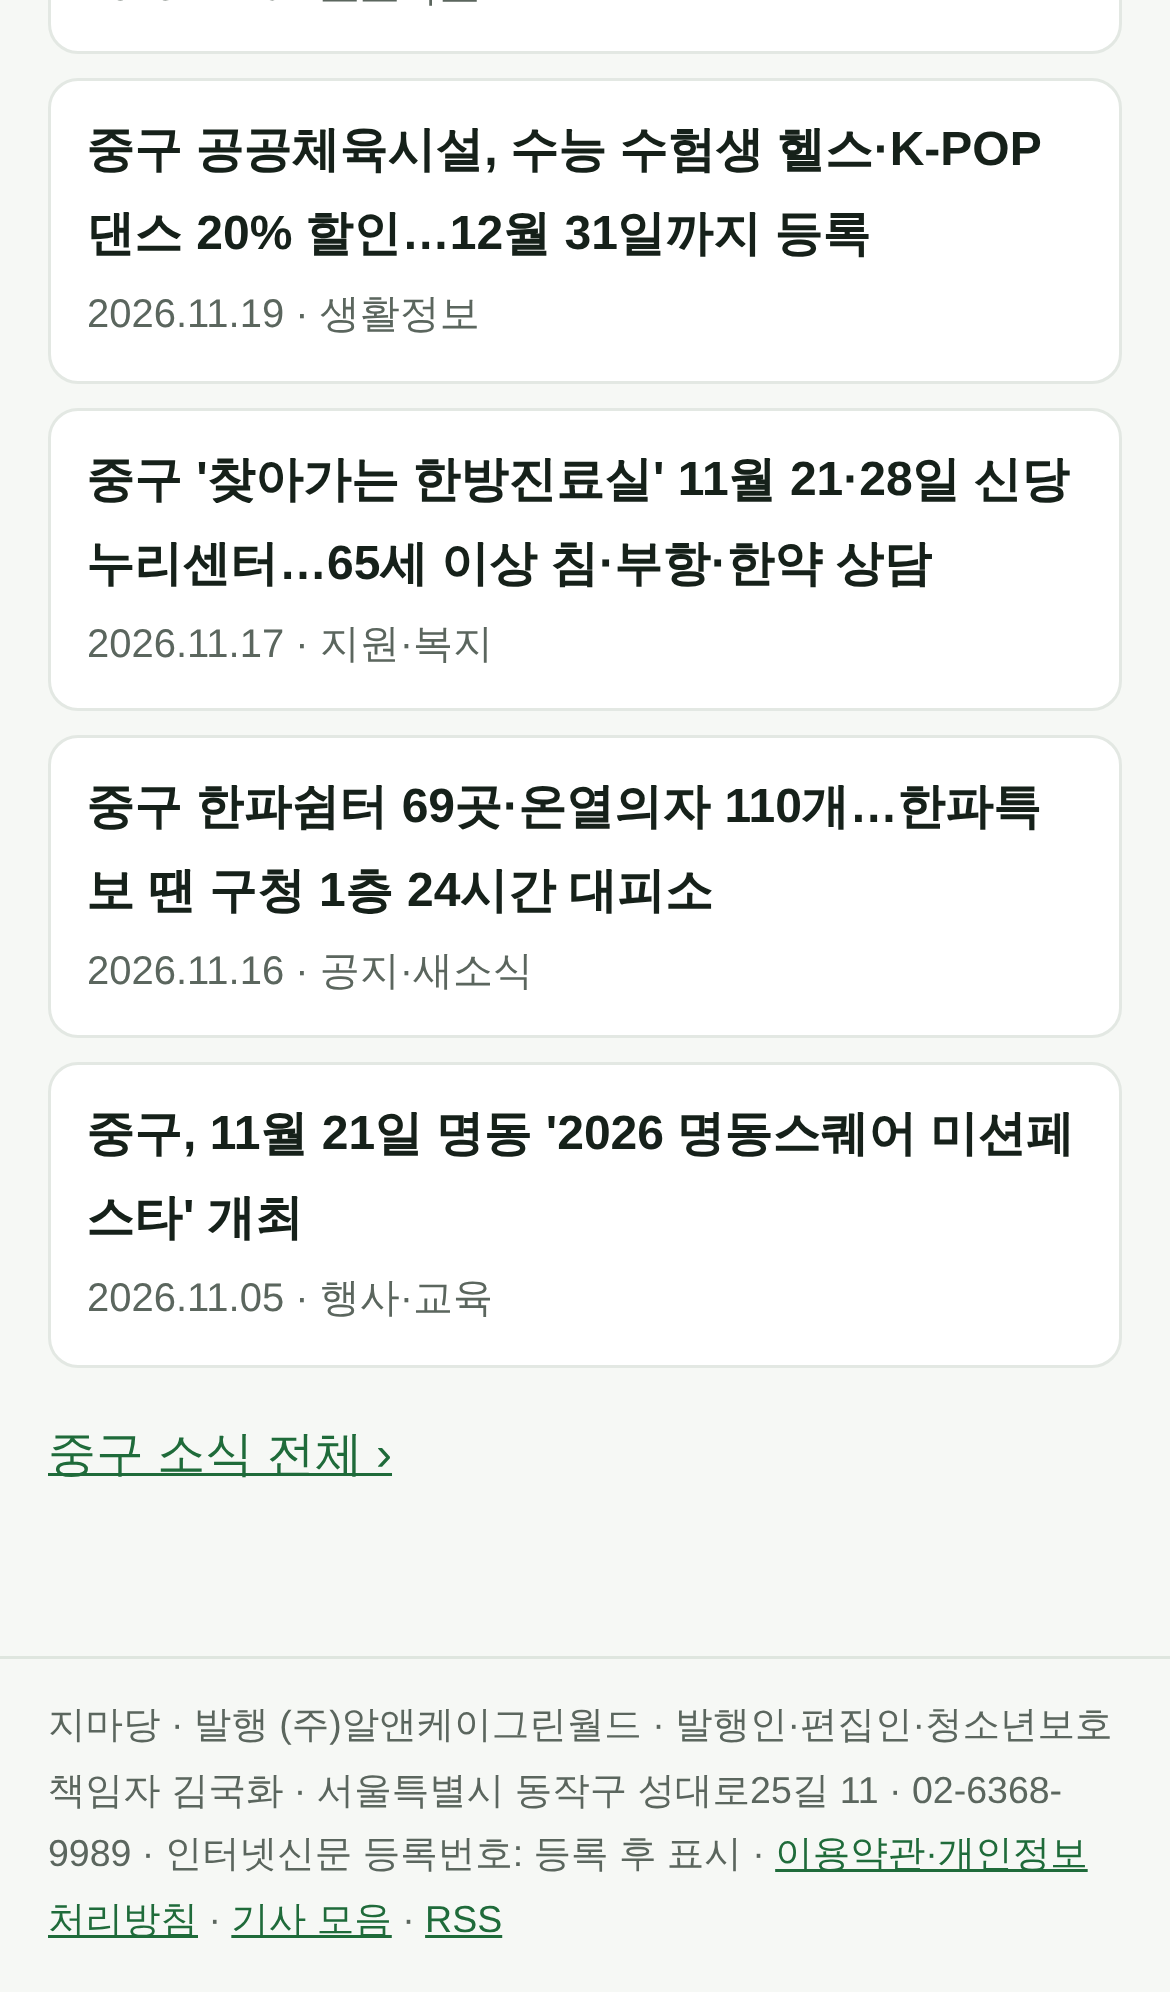 중구 공공체육시설, 수능 수험생 헬스·K-POP
댄스 20% 할인…12월 31일까지 등록
2026.11.19 · 생활정보
중구 '찾아가는 한방진료실' 11월 21·28일 신당
누리센터…65세 이상 침·부항·한약 상담
2026.11.17 · 지원·복지
중구 한파쉼터 69곳·온열의자 110개…한파특
보 땐 구청 1층 24시간 대피소
2026.11.16 · 공지·새소식
중구, 11월 21일 명동 '2026 명동스퀘어 미션페
스타' 개최
2026.11.05 · 행사·교육
중구 소식 전체 ›
지마당 · 발행 (주)알앤케이그린월드 · 발행인·편집인·청소년보호
책임자 김국화 · 서울특별시 동작구 성대로25길 11 · 02-6368-
9989 · 인터넷신문 등록번호: 등록 후 표시 · 이용약관·개인정보
처리방침 · 기사 모음 · RSS